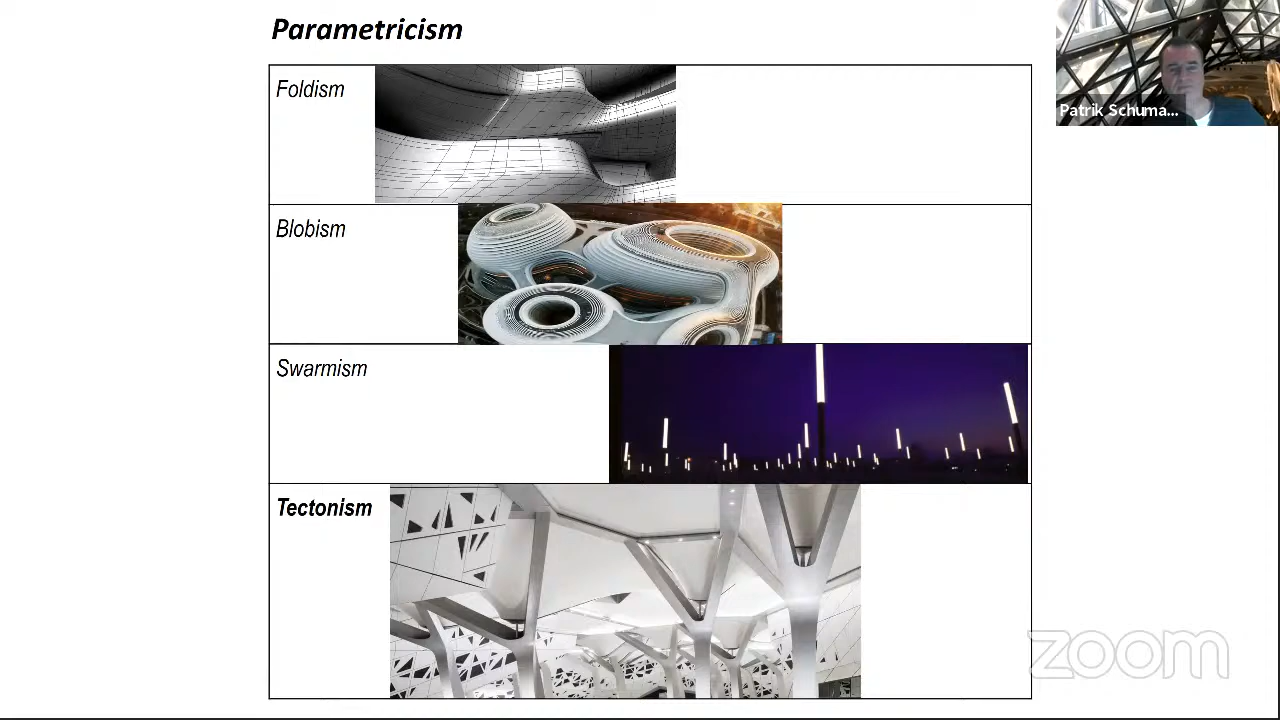 Parametricism
Patrik Schuma...
Foldism
Blobism
Swarmism
Tectonism
zoom